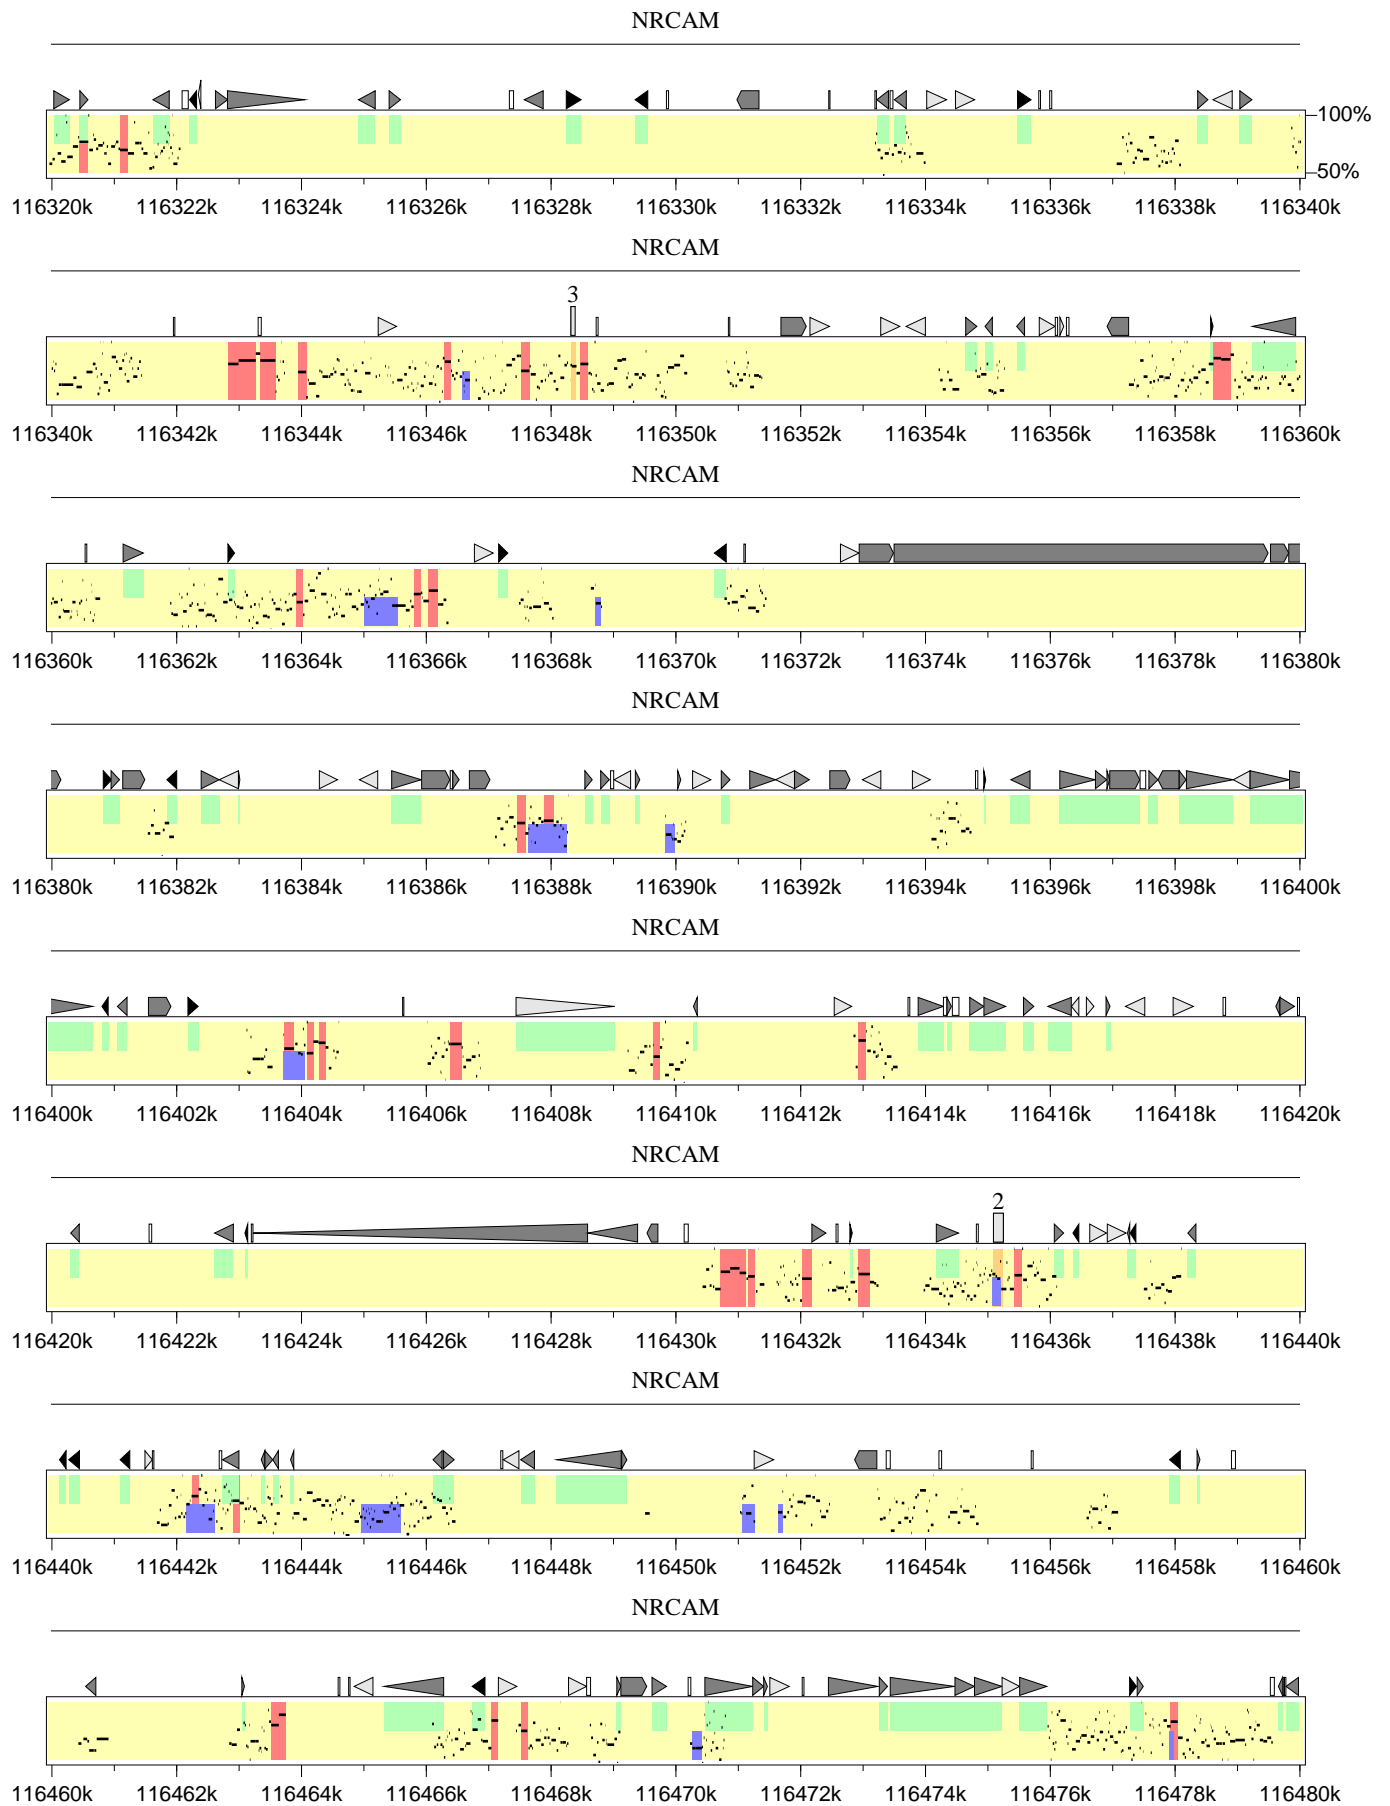 NRCAM
100%
50%
116320k 116322k 116324k 116326k 116328k 116330k 116332k 116334k 116336k 116338k 116340k
NRCAM
3
116340k 116342k 116344k 116346k 116348k 116350k 116352k 116354k 116356k 116358k 116360k
NRCAM
116360k 116362k 116364k 116366k 116368k 116370k 116372k 116374k 116376k 116378k 116380k
NRCAM
116380k 116382k 116384k 116386k 116388k 116390k 116392k 116394k 116396k 116398k 116400k
NRCAM
116400k 116402k 116404k 116406k 116408k 116410k 116412k 116414k 116416k 116418k 116420k
NRCAM
2
116420k 116422k 116424k 116426k 116428k 116430k 116432k 116434k 116436k 116438k 116440k
NRCAM
116440k 116442k 116444k 116446k 116448k 116450k 116452k 116454k 116456k 116458k 116460k
NRCAM
116460k 116462k 116464k 116466k 116468k 116470k 116472k 116474k 116476k 116478k 116480k